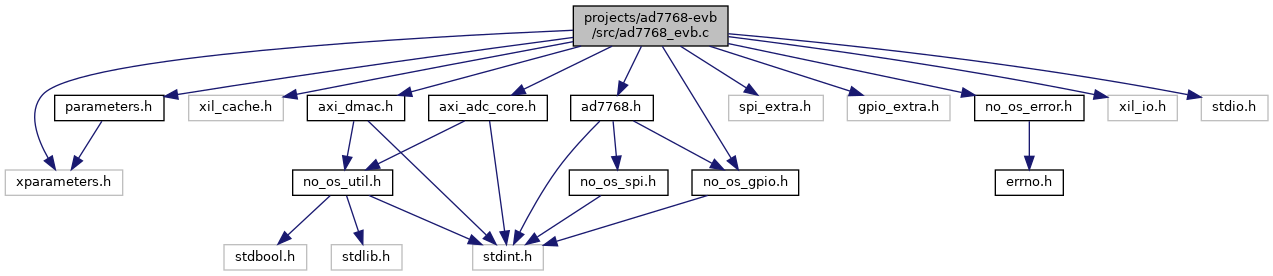 projects/ad7768-evb
/src/ad7768_evb.c
parameters.h
xil_cache.h
axi_dmac.h
axi_adc_core.h
ad7768.h
spi_extra.h
gpio_extra.h
no_os_error.h
xil_io.h
stdio.h
xparameters.h
no_os_util.h
no_os_spi.h
no_os_gpio.h
errno.h
stdbool.h
stdlib.h
stdint.h